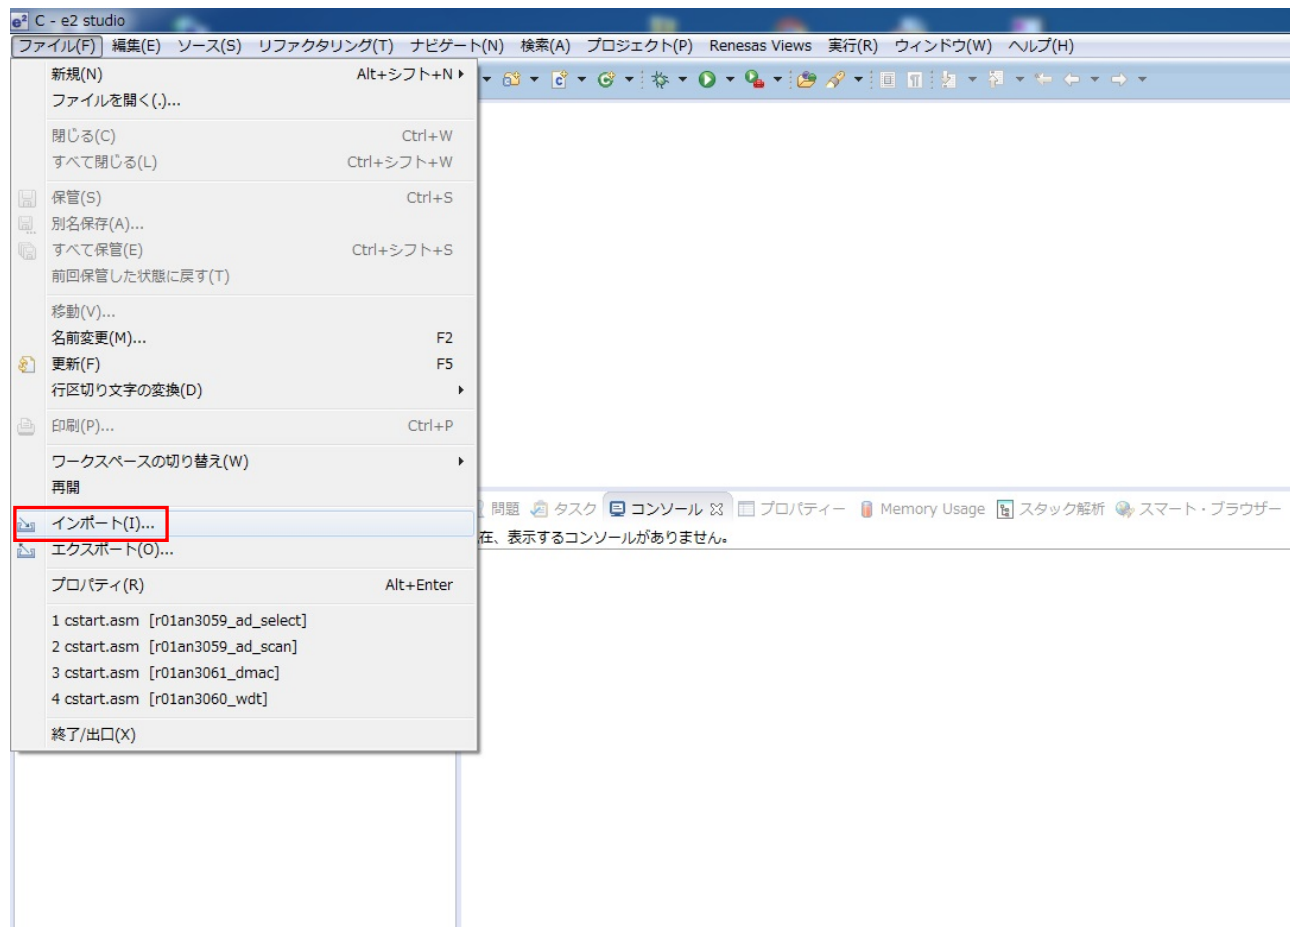 C - e2 studio
ファイル(F) 編集(E) ソース(S) リファクタリング(T) ナビゲート(N) 検索(A) プロジェクト(P) Renesas Views 実行(R) ウィンドウ(W) ヘルプ(H)
新規(N) Alt+シフト+N
ファイルを開く(.)...
閉じる(C) Ctrl+W
すべて閉じる(L) Ctrl+シフト+W
保管(S) Ctrl+S
別名保存(A)...
すべて保管(E) Ctrl+シフト+S
前回保管した状態に戻す(T)
移動(V)...
名前変更(M)... F2
更新(F) F5
行区切り文字の変換(D)
印刷(P)... Ctrl+P
ワークスペースの切り替え(W)
再開
インポート(I)...
エクスポート(O)...
プロパティ(R) Alt+Enter
1 cstart.asm [r01an3059_ad_select]
2 cstart.asm [r01an3059_ad_scan]
3 cstart.asm [r01an3061_dmac]
4 cstart.asm [r01an3060_wdt]
終了/出口(X)
問題 タスク コンソール プロパティー Memory Usage スタック解析 スマート・ブラウザー
在、表示するコンソールがありません。